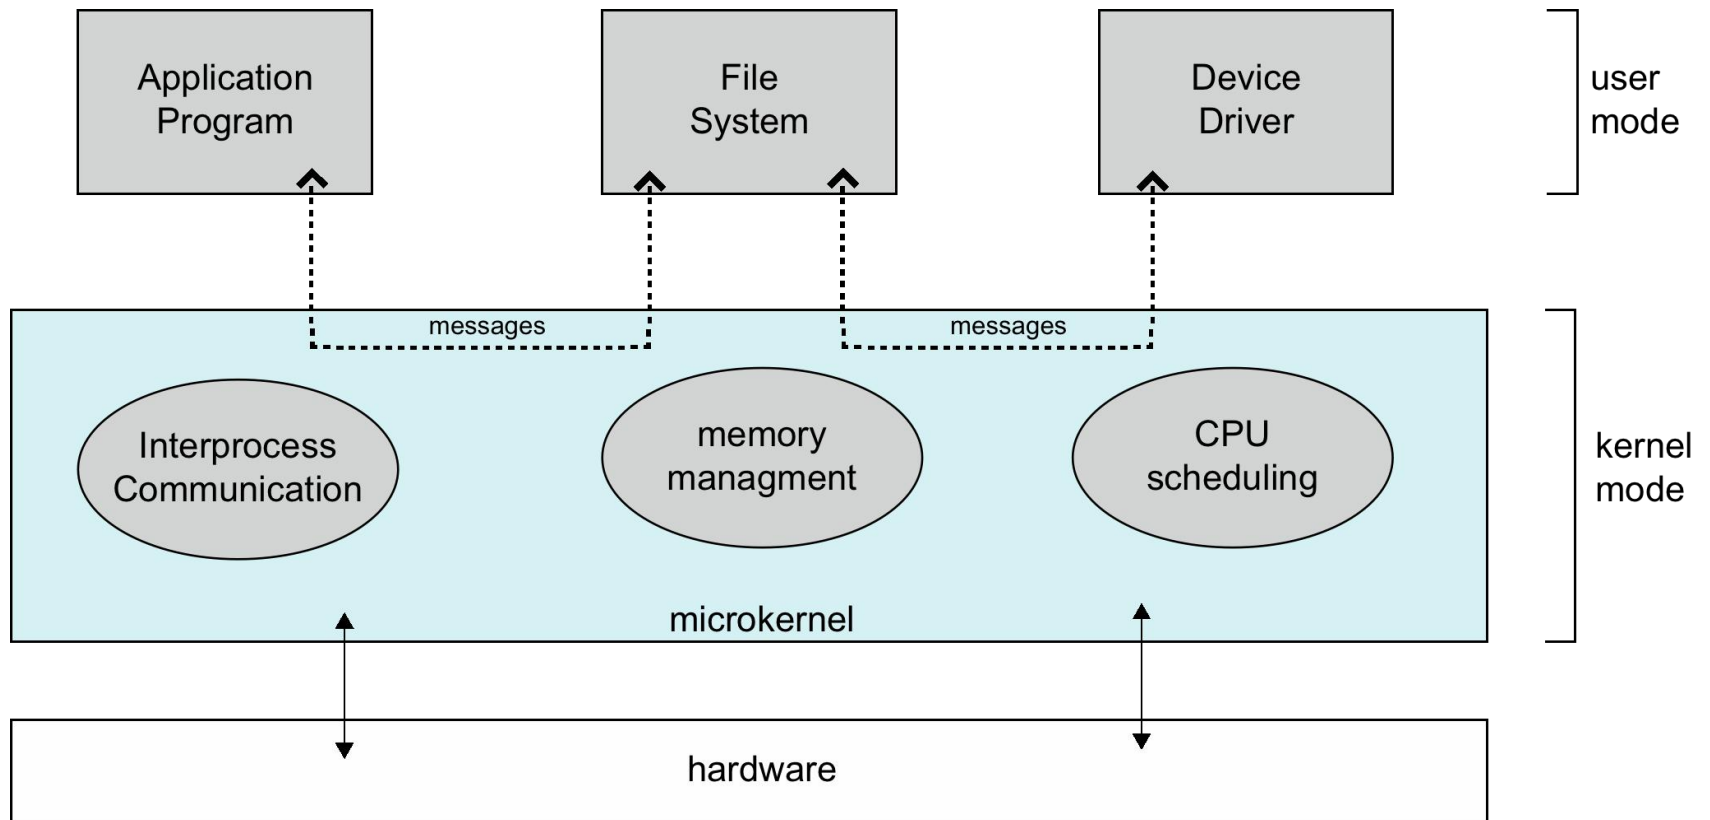 Application
Program
File
System
Device
Driver
user
mode
messages
messages
Interprocess
Communication
memory
managment
CPU
scheduling
kernel
mode
microkernel
hardware